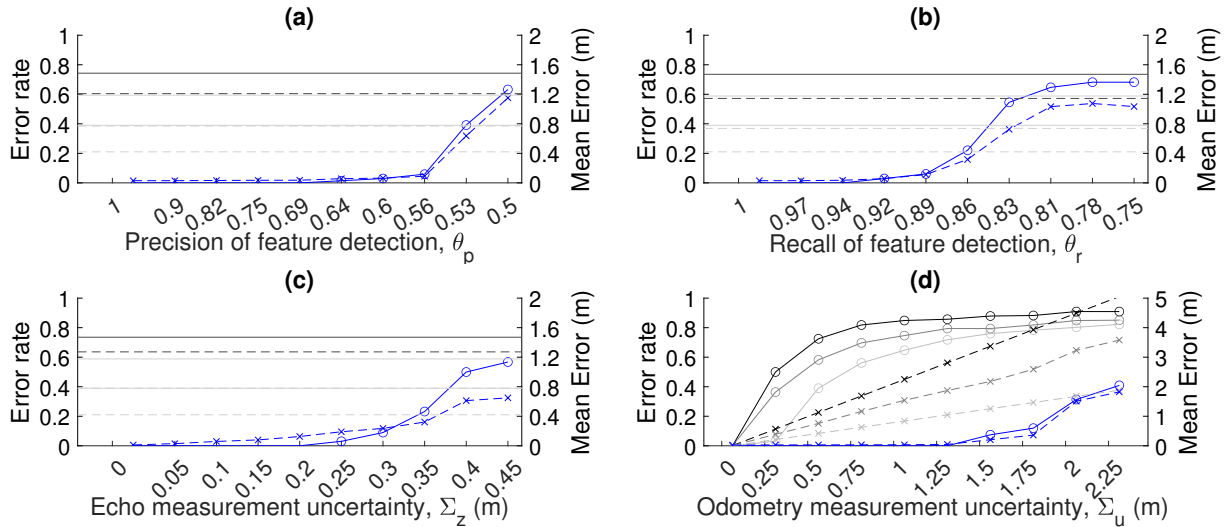 (a)
1
0.8
0.6
0.4
0.2
0
Error rate
2
1.6
1.2
0.8
0.4
0
Mean Error (m)
1 0.9 0.82 0.75 0.69 0.64 0.6 0.56 0.53 0.5
Precision of feature detection, θp
(b)
1
0.8
0.6
0.4
0.2
0
Error rate
2
1.6
1.2
0.8
0.4
0
Mean Error (m)
1 0.97 0.94 0.92 0.89 0.86 0.83 0.81 0.78 0.75
Recall of feature detection, θr
(c)
1
0.8
0.6
0.4
0.2
0
Error rate
2
1.6
1.2
0.8
0.4
0
Mean Error (m)
0 0.05 0.1 0.15 0.2 0.25 0.3 0.35 0.4 0.45
Echo measurement uncertainty, Σz (m)
(d)
1
0.8
0.6
0.4
0.2
0
Error rate
5
4
3
2
1
0
Mean Error (m)
0 0.25 0.5 0.75 1 1.25 1.5 1.75 2 2.25
Odometry measurement uncertainty, Σu (m)